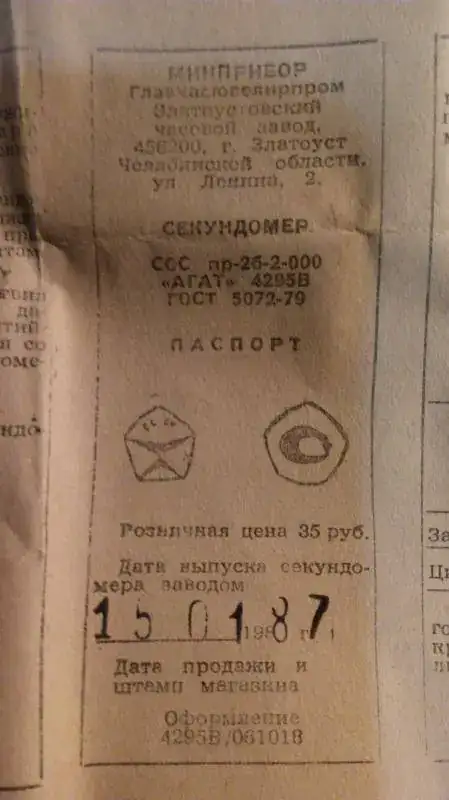 МИНПРИБОР
Главчасювелирпром
Златоустовский
часовой завод,
456200, г. Златоуст
Челябинской области,
ул. Ленина, 2.
СЕКУНДОМЕР
СОС пр-2б-2-000
«АГАТ» 4295В
ГОСТ 5072-79
ПАСПОРТ
Розничная цена 35 руб.
Дата выпуска секундо-
мера заводом
15 01 1987 г.
Дата продажи и
штамп магазина
Оформление
4295В/061018